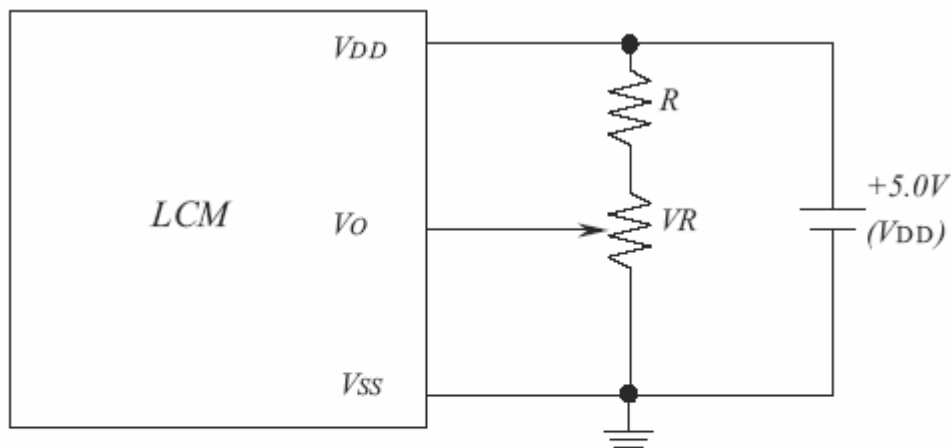 VDD
R
+5.0V
(VDD)
LCM
VO
VR
VSS